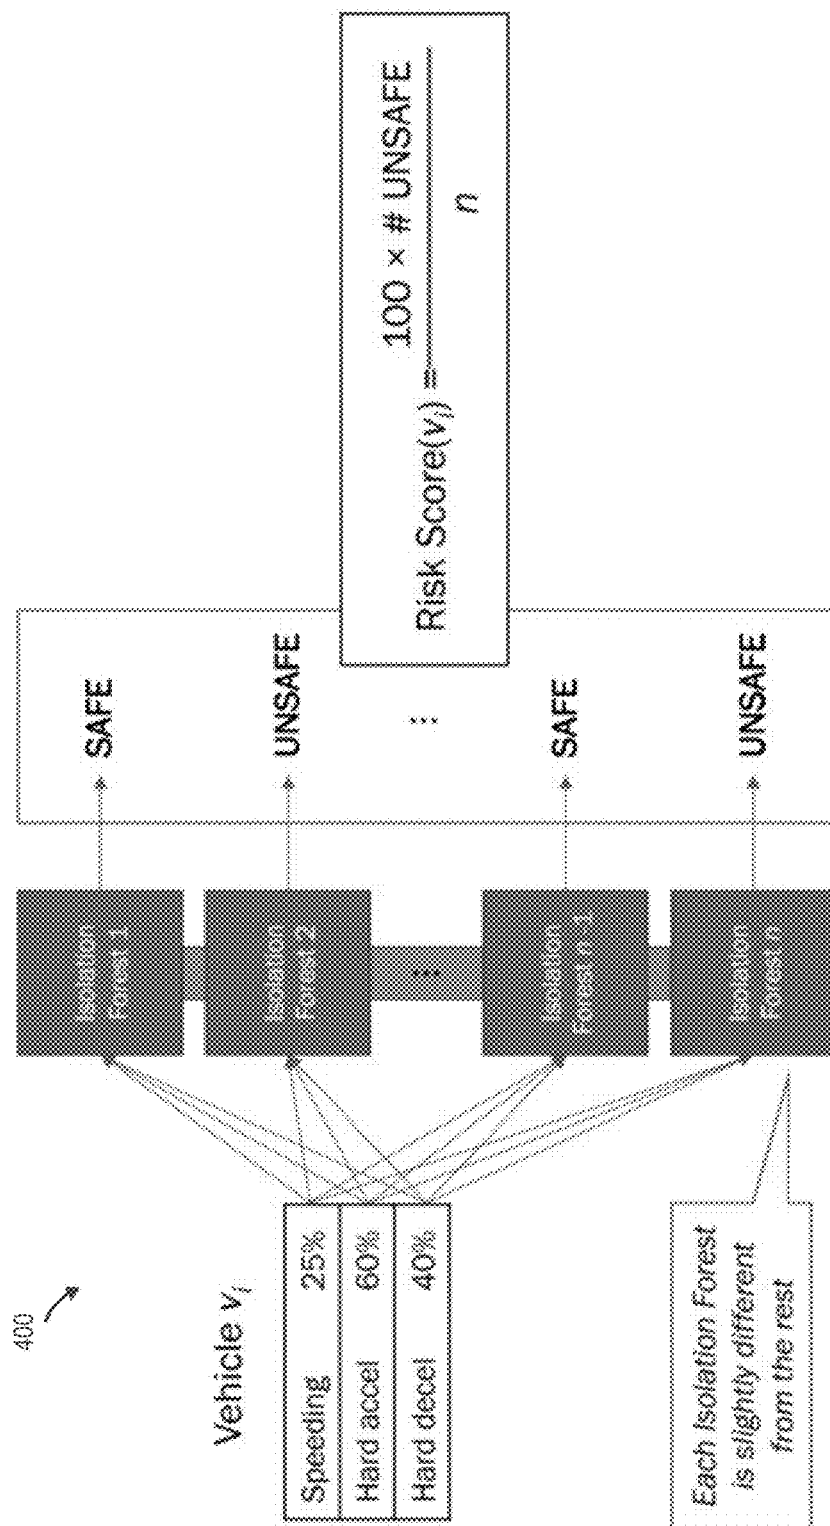 400
Vehicle vᵢ
Speeding 25%
Hard accel 60%
Hard decel 40%
Each Isolation Forest
is slightly different
from the rest
Isolation
Forest 1
Isolation
Forest 2
...
Isolation
Forest n -1
Isolation
Forest n
SAFE
UNSAFE
...
SAFE
UNSAFE
Risk Score(vᵢ) =
100 × # UNSAFE
n